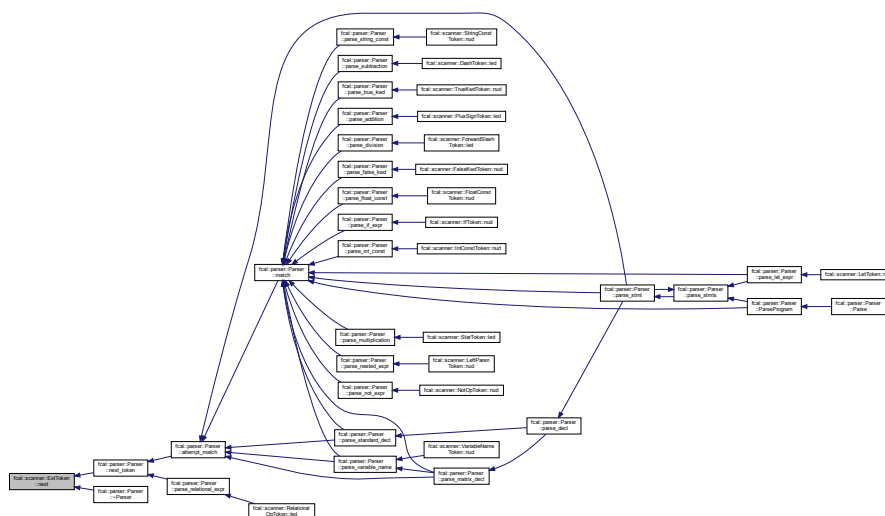 fcal::parser::Parser
::parse_string_const
fcal::scanner::StringConst
Token::nud
fcal::parser::Parser
::parse_subtraction
fcal::scanner::DashToken::led
fcal::parser::Parser
::parse_true_kwd
fcal::scanner::TrueKwdToken::nud
fcal::parser::Parser
::parse_addition
fcal::scanner::PlusSignToken::led
fcal::parser::Parser
::parse_division
fcal::scanner::ForwardSlash
Token::led
fcal::parser::Parser
::parse_false_kwd
fcal::scanner::FalseKwdToken::nud
fcal::parser::Parser
::parse_float_const
fcal::scanner::FloatConst
Token::nud
fcal::parser::Parser
::parse_if_expr
fcal::scanner::IfToken::nud
fcal::parser::Parser
::parse_int_const
fcal::scanner::IntConstToken::nud
fcal::parser::Parser
::match
fcal::parser::Parser
::parse_let_expr
fcal::scanner::LetToken::n
fcal::parser::Parser
::parse_stmt
fcal::parser::Parser
::parse_stmts
fcal::parser::Parser
::ParseProgram
fcal::parser::Parser
::Parse
fcal::parser::Parser
::parse_multiplication
fcal::scanner::StarToken::led
fcal::parser::Parser
::parse_nested_expr
fcal::scanner::LeftParen
Token::nud
fcal::parser::Parser
::parse_not_expr
fcal::scanner::NotOpToken::nud
fcal::parser::Parser
::parse_decl
fcal::parser::Parser
::parse_standard_decl
fcal::parser::Parser
::attempt_match
fcal::scanner::VariableName
Token::nud
fcal::parser::Parser
::parse_variable_name
fcal::parser::Parser
::next_token
fcal::parser::Parser
::parse_matrix_decl
fcal::scanner::ExtToken
::next
fcal::parser::Parser
::~Parser
fcal::parser::Parser
::parse_relational_expr
fcal::scanner::Relational
OpToken::led